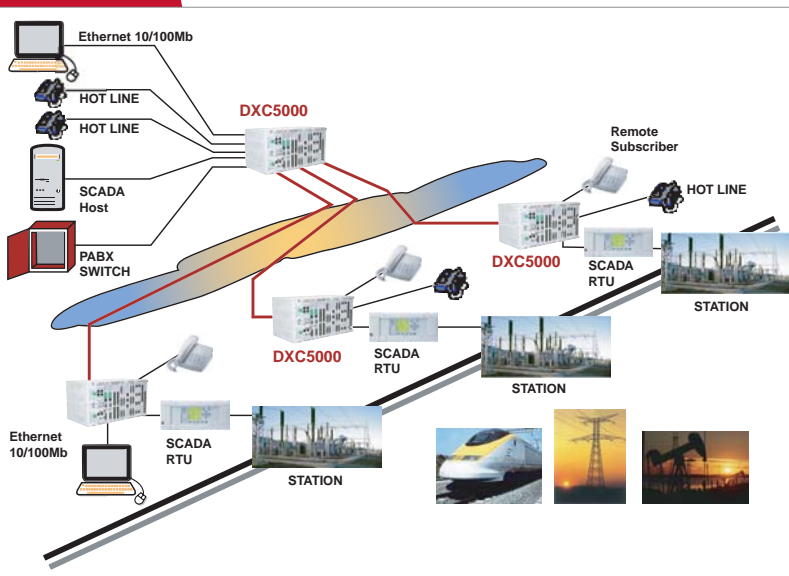 Ethernet 10/100Mb
HOT LINE
HOT LINE
DXC5000
SCADA
Host
PABX
SWITCH
Remote
Subscriber
HOT LINE
DXC5000
SCADA
RTU
STATION
DXC5000
SCADA
RTU
STATION
Ethernet
10/100Mb
SCADA
RTU
STATION